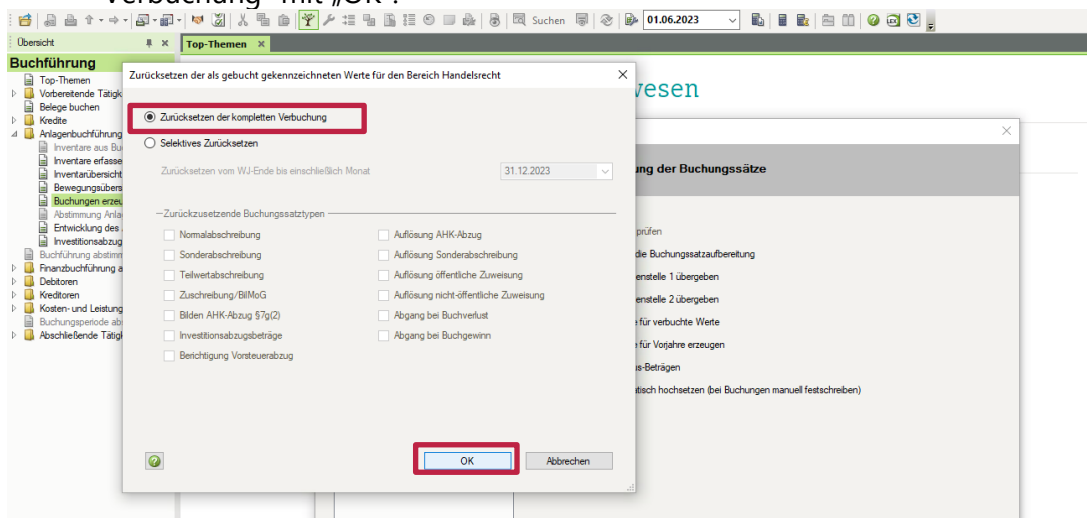 Verbuchung" mit „OK".
Suchen
01.06.2023
Übersicht
Top-Themen
Buchführung
Top-Themen
Vorbereitende Tätigk
Belege buchen
Kredite
Anlagenbuchführung
Inventare aus Bu
Inventare erfasse
Inventarübersicht
Bewegungsübers
Buchungen erzeu
Abstimmung Anla
Entwicklung des
Investitionsabzug
Buchführung abstimm
Finanzbuchführung a
Debitoren
Kreditoren
Kosten- und Leistung
Buchungsperiode ab
Abschließende Tätigk
Zurücksetzen der als gebucht gekennzeichneten Werte für den Bereich Handelsrecht
Zurücksetzen der kompletten Verbuchung
Selektives Zurücksetzen
Zurücksetzen vom WJ-Ende bis einschließlich Monat
31.12.2023
Zurückzusetzende Buchungssatztypen
Normalabschreibung
Auflösung AHK-Abzug
Sonderabschreibung
Auflösung Sonderabschreibung
Teilwertabschreibung
Auflösung öffentliche Zuweisung
Zuschreibung/BilMoG
Auflösung nicht-öffentliche Zuweisung
Bilden AHK-Abzug §7g(2)
Abgang bei Buchverlust
Investitionsabzugsbeträge
Abgang bei Buchgewinn
Berichtigung Vorsteuerabzug
OK
Abbrechen
wesen
ung der Buchungssätze
prüfen
die Buchungssatzaufbereitung
enstelle 1 übergeben
enstelle 2 übergeben
e für verbuchte Werte
e für Vorjahre erzeugen
us-Beträgen
atisch hochsetzen (bei Buchungen manuell festschreiben)